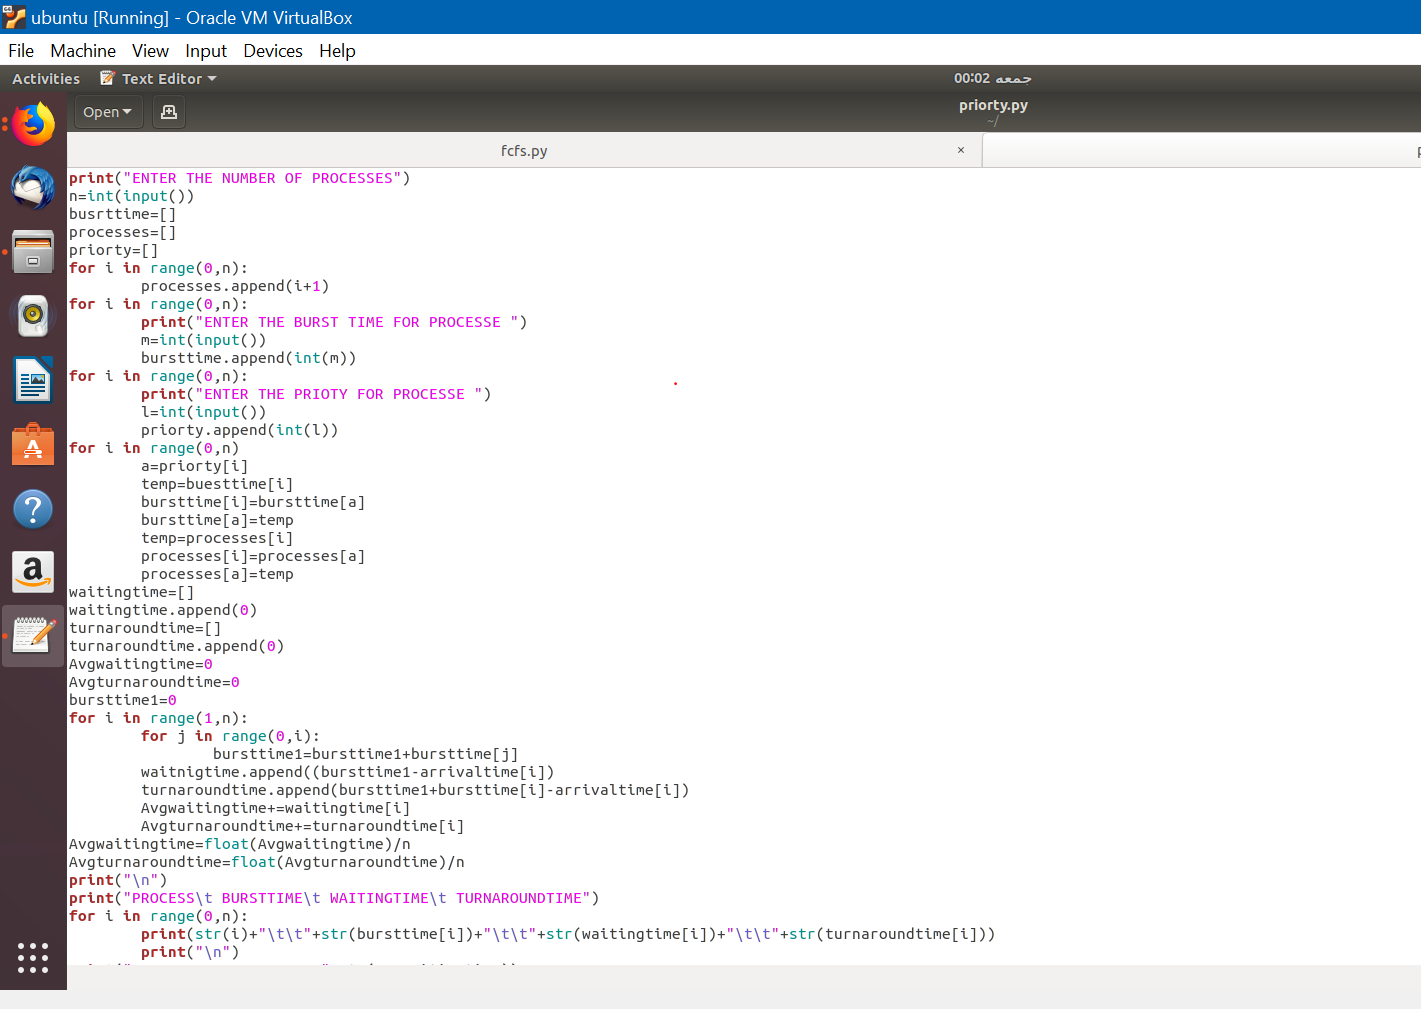 ubuntu [Running] - Oracle VM VirtualBox
File Machine View Input Devices Help
Activities Text Editor 00:02 جمعه
Open priorty.py
~/
fcfs.py ×
print("ENTER THE NUMBER OF PROCESSES")
n=int(input())
busrttime=[]
processes=[]
priorty=[]
for i in range(0,n):
        processes.append(i+1)
for i in range(0,n):
        print("ENTER THE BURST TIME FOR PROCESSE ")
        m=int(input())
        bursttime.append(int(m))
for i in range(0,n):
        print("ENTER THE PRIOTY FOR PROCESSE ")
        l=int(input())
        priorty.append(int(l))
for i in range(0,n)
        a=priorty[i]
        temp=buesttime[i]
        bursttime[i]=bursttime[a]
        bursttime[a]=temp
        temp=processes[i]
        processes[i]=processes[a]
        processes[a]=temp
waitingtime=[]
waitingtime.append(0)
turnaroundtime=[]
turnaroundtime.append(0)
Avgwaitingtime=0
Avgturnaroundtime=0
bursttime1=0
for i in range(1,n):
        for j in range(0,i):
                bursttime1=bursttime1+bursttime[j]
        waitnigtime.append((bursttime1-arrivaltime[i])
        turnaroundtime.append(bursttime1+bursttime[i]-arrivaltime[i])
        Avgwaitingtime+=waitingtime[i]
        Avgturnaroundtime+=turnaroundtime[i]
Avgwaitingtime=float(Avgwaitingtime)/n
Avgturnaroundtime=float(Avgturnaroundtime)/n
print("\n")
print("PROCESS\t BURSTTIME\t WAITINGTIME\t TURNAROUNDTIME")
for i in range(0,n):
        print(str(i)+"\t\t"+str(bursttime[i])+"\t\t"+str(waitingtime[i])+"\t\t"+str(turnaroundtime[i]))
        print("\n")